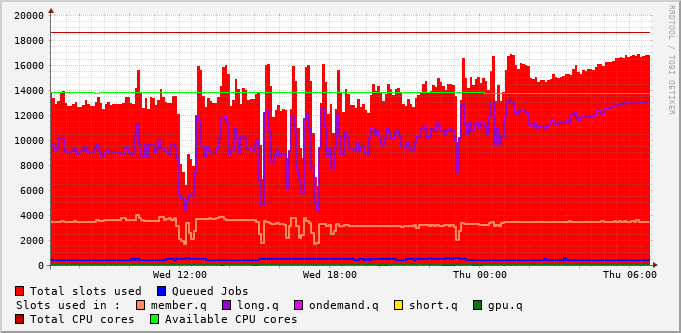 20000
18000
16000
14000
12000
10000
8000
6000
4000
2000
0
Wed 12:00 Wed 18:00 Thu 00:00 Thu 06:00
RRDTOOL / TOBI OETIKER
Total slots used Queued Jobs
Slots used in : member.q long.q ondemand.q short.q gpu.q
Total CPU cores Available CPU cores